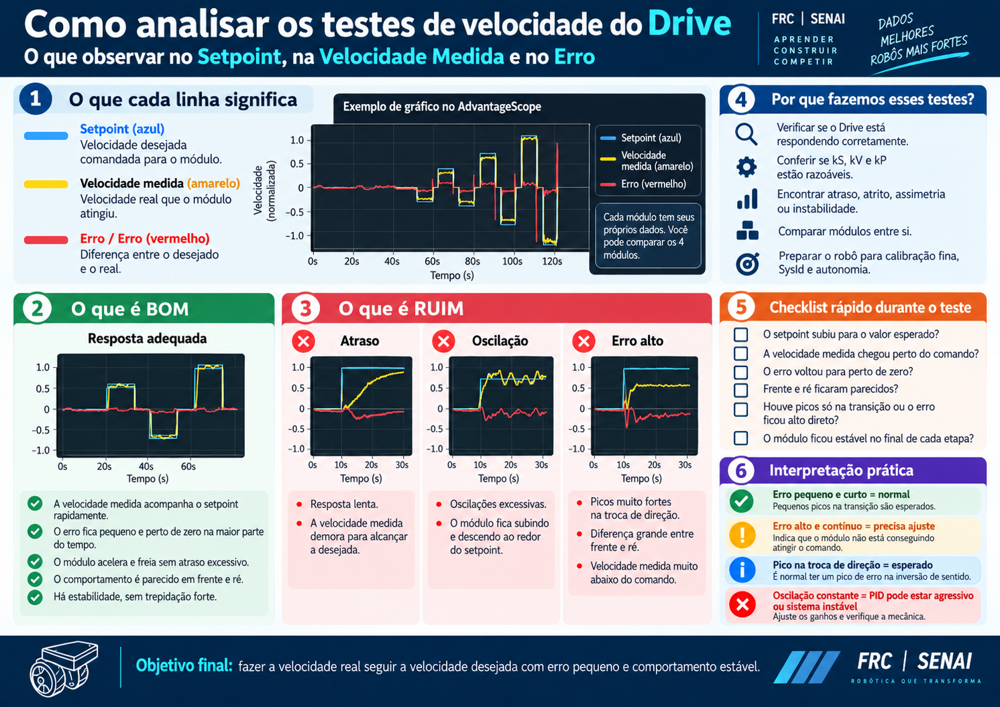 Como analisar os testes de velocidade do Drive
O que observar no Setpoint, na Velocidade Medida e no Erro
FRC | SENAI
APRENDER
CONSTRUIR
COMPETIR
DADOS
MELHORES
ROBÔS MAIS FORTES
1 O que cada linha significa
Setpoint (azul)
Velocidade desejada
comandada para o módulo.
Velocidade medida (amarelo)
Velocidade real que o módulo
atingiu.
Erro / Erro (vermelho)
Diferença entre o desejado
e o real.
Exemplo de gráfico no AdvantageScope
Velocidade
(normalizada)
1.0
0.5
0
−0.5
−1.0
0s 20s 40s 60s 80s 100s 120s
Tempo (s)
Setpoint (azul)
Velocidade
medida (amarelo)
Erro (vermelho)
Cada módulo tem seus
próprios dados. Você
pode comparar os 4
módulos.
4 Por que fazemos esses testes?
Verificar se o Drive está
respondendo corretamente.
Conferir se kS, kV e kP
estão razoáveis.
Encontrar atraso, atrito, assimetria
ou instabilidade.
Comparar módulos entre si.
Preparar o robô para calibração fina,
SysId e autonomia.
2 O que é BOM
Resposta adequada
1.0
0.5
0
−0.5
−1.0
0s 20s 40s 60s
Tempo (s)
A velocidade medida acompanha o setpoint
rapidamente.
O erro fica pequeno e perto de zero na maior parte
do tempo.
O módulo acelera e freia sem atraso excessivo.
O comportamento é parecido em frente e ré.
Há estabilidade, sem trepidação forte.
3 O que é RUIM
Atraso
1.0
0.5
0
−0.5
−1.0
0s 10s 20s 30s
Tempo (s)
• Resposta lenta.
• A velocidade medida
demora para alcançar
a desejada.
Oscilação
1.0
0.5
0
−0.5
−1.0
0s 10s 20s 30s
Tempo (s)
• Oscilações excessivas.
• O módulo fica subindo
e descendo ao redor
do setpoint.
Erro alto
1.0
0.5
0
−0.5
−1.0
0s 10s 20s 30s
Tempo (s)
• Picos muito fortes
na troca de direção.
• Diferença grande entre
frente e ré.
• Velocidade medida muito
abaixo do comando.
5 Checklist rápido durante o teste
O setpoint subiu para o valor esperado?
A velocidade medida chegou perto do comando?
O erro voltou para perto de zero?
Frente e ré ficaram parecidos?
Houve picos só na transição ou o erro
ficou alto direto?
O módulo ficou estável no final de cada etapa?
6 Interpretação prática
Erro pequeno e curto = normal
Pequenos picos na transição são esperados.
Erro alto e contínuo = precisa ajuste
Indica que o módulo não está conseguindo
atingir o comando.
Pico na troca de direção = esperado
É normal ter um pico de erro na inversão de sentido.
Oscilação constante = PID pode estar agressivo
ou sistema instável
Ajuste os ganhos e verifique a mecânica.
Objetivo final: fazer a velocidade real seguir a velocidade desejada com erro pequeno e comportamento estável.
FRC | SENAI
ROBÓTICA QUE TRANSFORMA